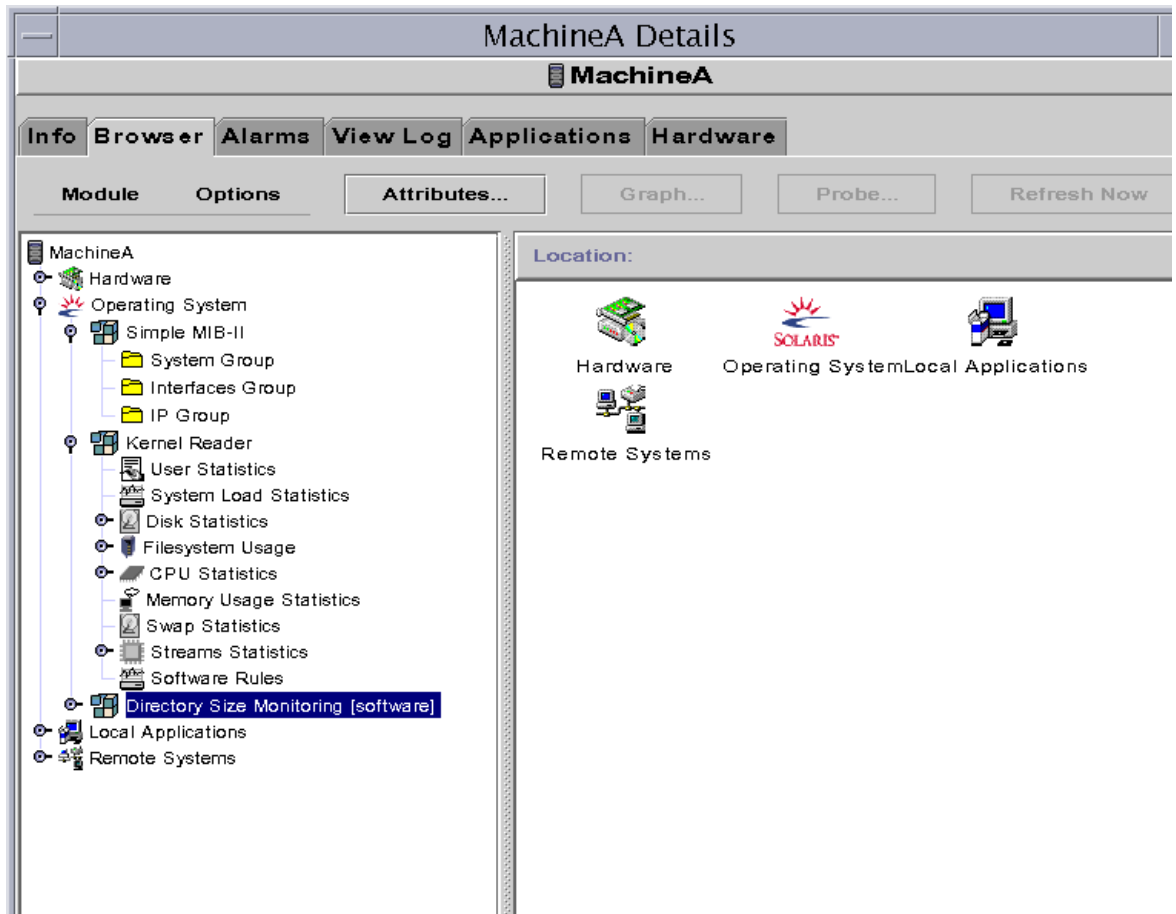 MachineA Details
MachineA
Info Browser Alarms View Log Applications Hardware
Module Options Attributes... Graph... Probe... Refresh Now
MachineA
Hardware
Operating System
Simple MIB-II
System Group
Interfaces Group
IP Group
Kernel Reader
User Statistics
System Load Statistics
Disk Statistics
Filesystem Usage
CPU Statistics
Memory Usage Statistics
Swap Statistics
Streams Statistics
Software Rules
Directory Size Monitoring [software]
Local Applications
Remote Systems
Location:
SOLARIS
Hardware Operating System Local Applications
Remote Systems